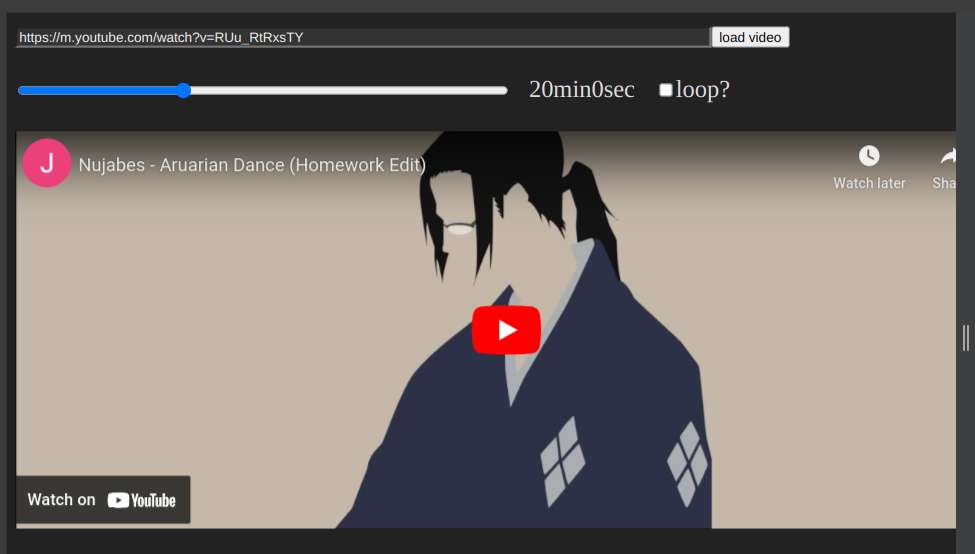 https://m.youtube.com/watch?v=RUu_RtRxsTY load video
20min0sec loop?
J Nujabes - Aruarian Dance (Homework Edit)
Watch later Sha
Watch on YouTube